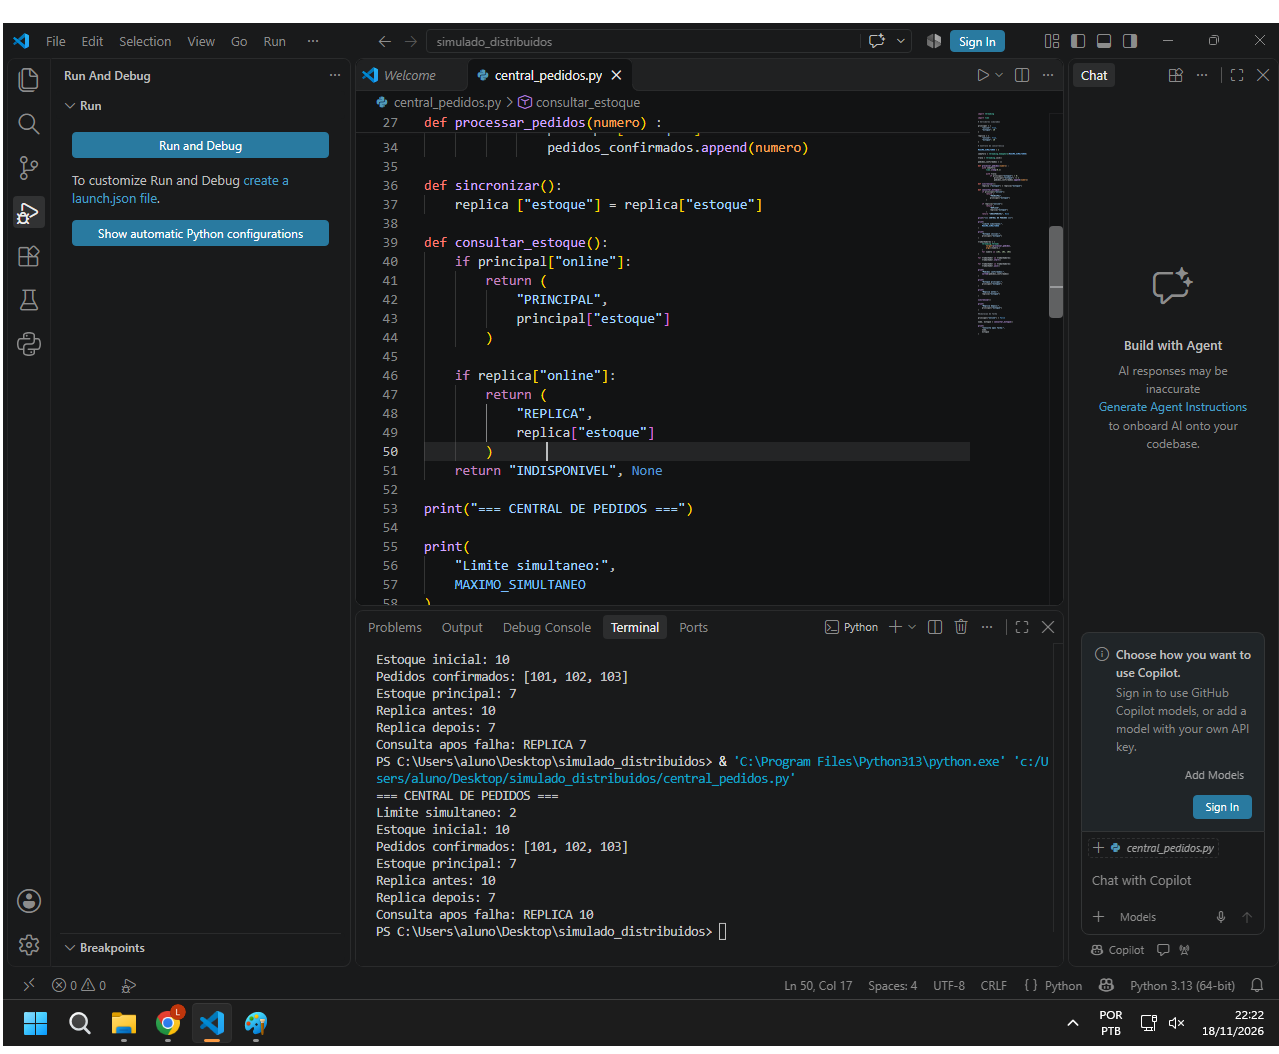 File Edit Selection View Go Run ···
simulado_distribuidos
Sign In
Run And Debug
Run
Run and Debug
To customize Run and Debug create a
launch.json file.
Show automatic Python configurations
Breakpoints
Welcome
central_pedidos.py
central_pedidos.py > consultar_estoque
27 def processar_pedidos(numero) :
34 pedidos_confirmados.append(numero)
35
36 def sincronizar():
37 replica ["estoque"] = replica["estoque"]
38
39 def consultar_estoque():
40 if principal["online"]:
41 return (
42 "PRINCIPAL",
43 principal["estoque"]
44 )
45
46 if replica["online"]:
47 return (
48 "REPLICA",
49 replica["estoque"]
50 )
51 return "INDISPONIVEL", None
52
53 print("=== CENTRAL DE PEDIDOS ===")
54
55 print(
56 "Limite simultaneo:",
57 MAXIMO_SIMULTANEO
58 )
Problems Output Debug Console Terminal Ports
Python
Estoque inicial: 10
Pedidos confirmados: [101, 102, 103]
Estoque principal: 7
Replica antes: 10
Replica depois: 7
Consulta apos falha: REPLICA 7
PS C:\Users\aluno\Desktop\simulado_distribuidos> & 'C:\Program Files\Python313\python.exe' 'c:/U
sers/aluno/Desktop/simulado_distribuidos/central_pedidos.py'
=== CENTRAL DE PEDIDOS ===
Limite simultaneo: 2
Estoque inicial: 10
Pedidos confirmados: [101, 102, 103]
Estoque principal: 7
Replica antes: 10
Replica depois: 7
Consulta apos falha: REPLICA 10
PS C:\Users\aluno\Desktop\simulado_distribuidos>
Chat
Build with Agent
AI responses may be
inaccurate
Generate Agent Instructions
to onboard AI onto your
codebase.
Choose how you want to
use Copilot.
Sign in to use GitHub
Copilot models, or add a
model with your own API
key.
Add Models
Sign In
central_pedidos.py
Chat with Copilot
Models
Copilot
0 0
Ln 50, Col 17 Spaces: 4 UTF-8 CRLF { } Python Python 3.13 (64-bit)
L
POR
PTB
22:22
18/11/2026